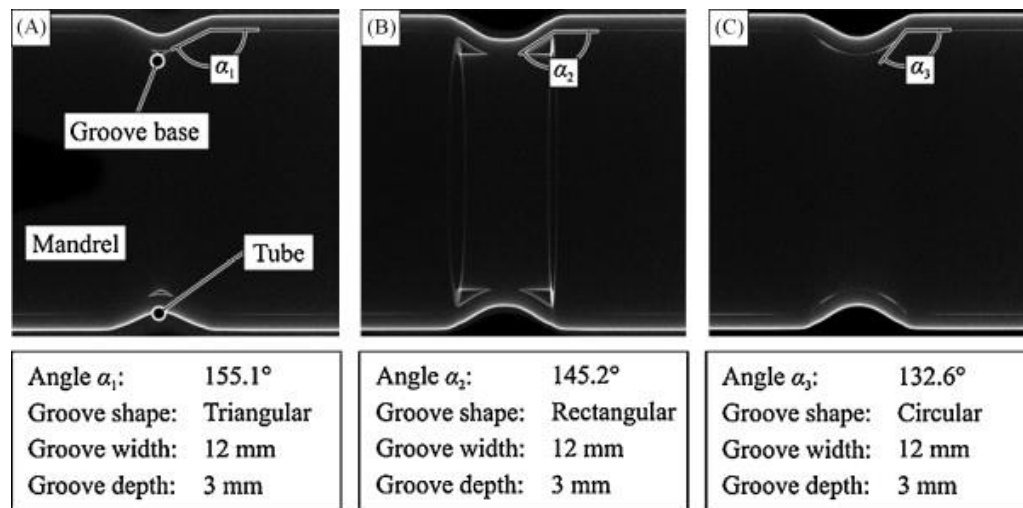 (A)
α₁
Groove base
Mandrel
Tube
Angle α₁: 155.1°
Groove shape: Triangular
Groove width: 12 mm
Groove depth: 3 mm
(B)
α₂
Angle α₂: 145.2°
Groove shape: Rectangular
Groove width: 12 mm
Groove depth: 3 mm
(C)
α₃
Angle α₃: 132.6°
Groove shape: Circular
Groove width: 12 mm
Groove depth: 3 mm